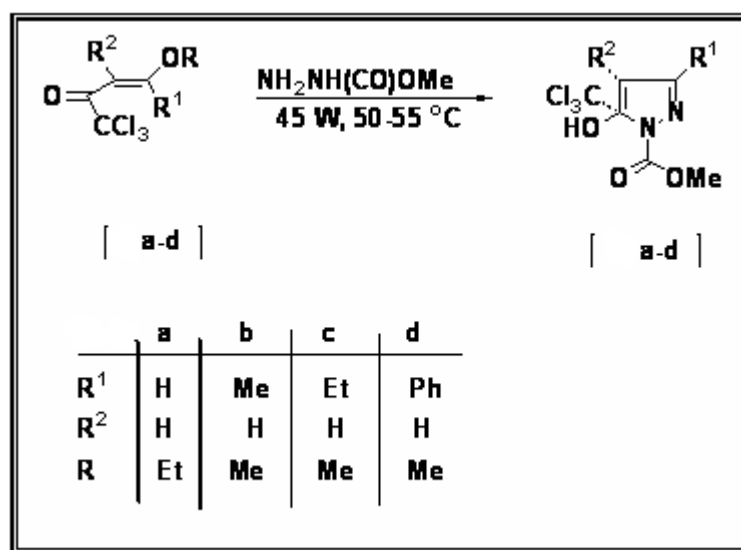 R² OR
O R¹
CCl₃
NH₂NH(CO)OMe
45 W, 50-55 °C
R² R¹
Cl₃C
HO N N
O OMe
[ a-d ] [ a-d ]
a b c d
R¹ H Me Et Ph
R² H H H H
R Et Me Me Me